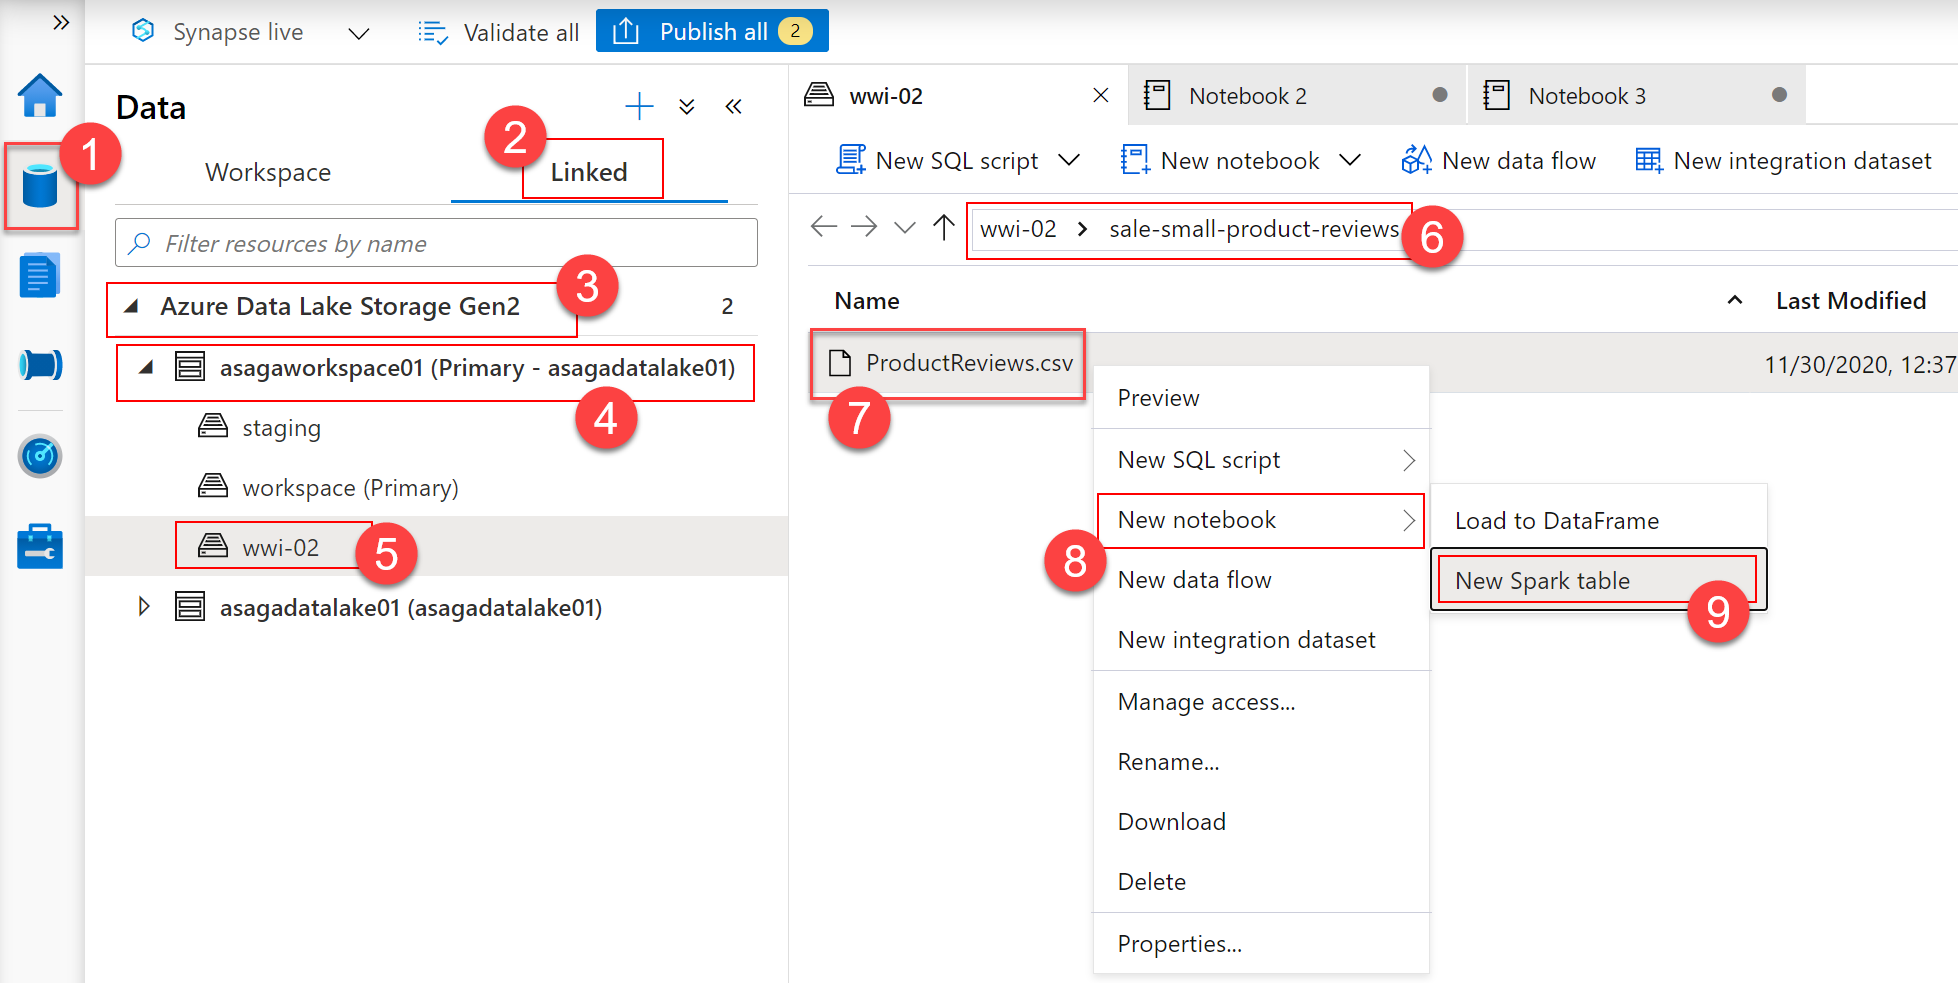 Synapse live
Validate all
Publish all 2
Data
1
2
Workspace
Linked
Filter resources by name
3
Azure Data Lake Storage Gen2 2
asagaworkspace01 (Primary - asagadatalake01)
4
staging
workspace (Primary)
wwi-02
5
asagadatalake01 (asagadatalake01)
wwi-02
Notebook 2
Notebook 3
New SQL script
New notebook
New data flow
New integration dataset
wwi-02 sale-small-product-reviews
6
Name Last Modified
ProductReviews.csv 11/30/2020, 12:37
7
Preview
New SQL script
New notebook
8
New data flow
New integration dataset
Manage access...
Rename...
Download
Delete
Properties...
Load to DataFrame
New Spark table
9